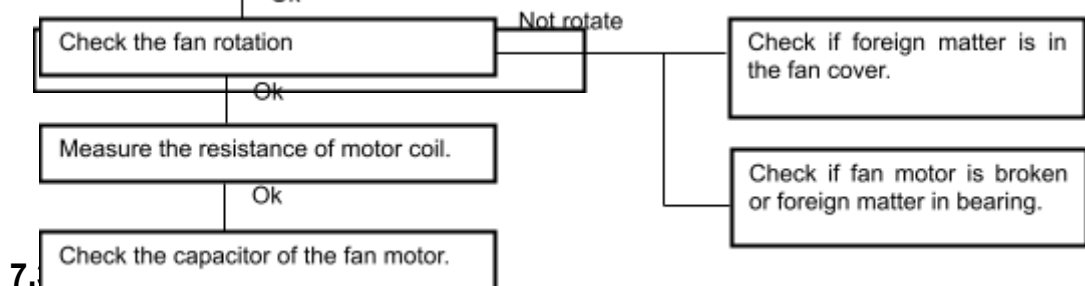 Not rotate
Check the fan rotation
Check if foreign matter is in
the fan cover.
Ok
Measure the resistance of motor coil.
Check if fan motor is broken
or foreign matter in bearing.
Ok
Check the capacitor of the fan motor.
7.